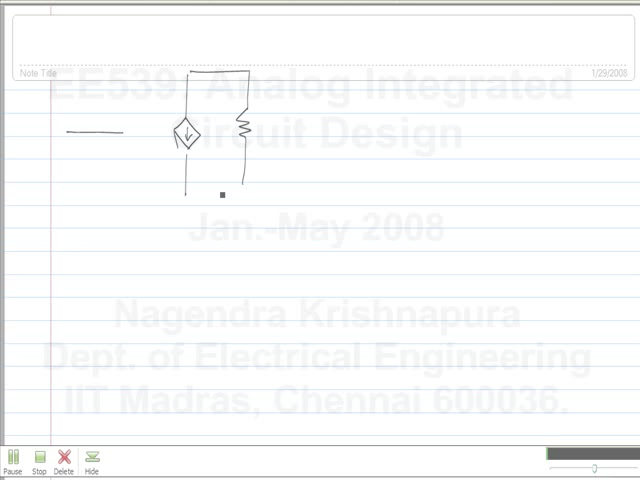 Note Title
1/29/2008
EE539: Analog Integrated
Circuit Design
Jan.-May 2008
Nagendra Krishnapura
Dept. of Electrical Engineering
IIT Madras, Chennai 600036.
Pause Stop Delete Hide